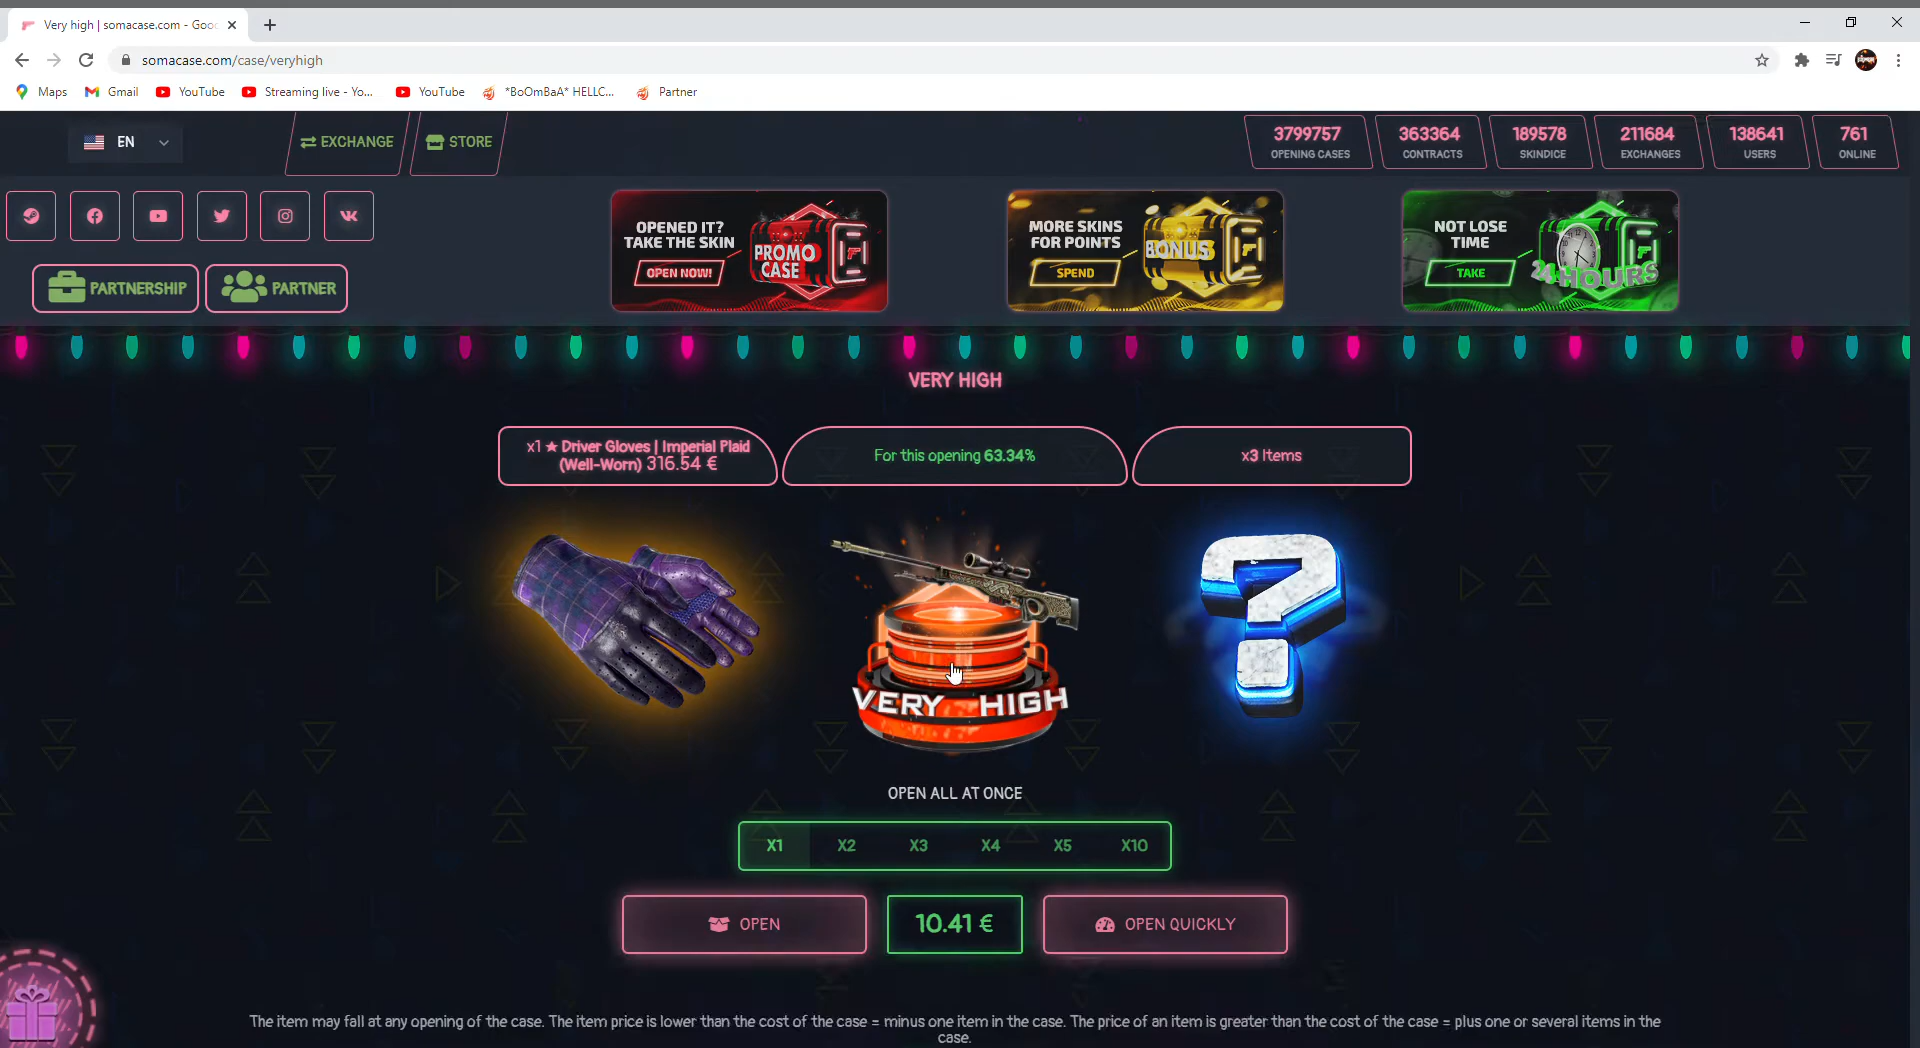 Very high | somacase.com - Gooc
somacase.com/case/veryhigh
Maps
Gmail
YouTube
Streaming live - Yo...
YouTube
*BoOmBaA* HELLC...
Partner
EN
EXCHANGE
STORE
3799757
OPENING CASES
363364
CONTRACTS
189578
SKINDICE
211684
EXCHANGES
138641
USERS
761
ONLINE
PARTNERSHIP
PARTNER
OPENED IT?
TAKE THE SKIN
OPEN NOW!
PROMO
CASE
MORE SKINS
FOR POINTS
SPEND
BONUS
NOT LOSE
TIME
TAKE
24 HOURS
VERY HIGH
x1 ★ Driver Gloves | Imperial Plaid
(Well-Worn) 316.54 €
For this opening 63.34%
x3 Items
VERY HIGH
OPEN ALL AT ONCE
X1 X2 X3 X4 X5 X10
OPEN
10.41 €
OPEN QUICKLY
The item may fall at any opening of the case. The item price is lower than the cost of the case = minus one item in the case. The price of an item is greater than the cost of the case = plus one or several items in the
case.